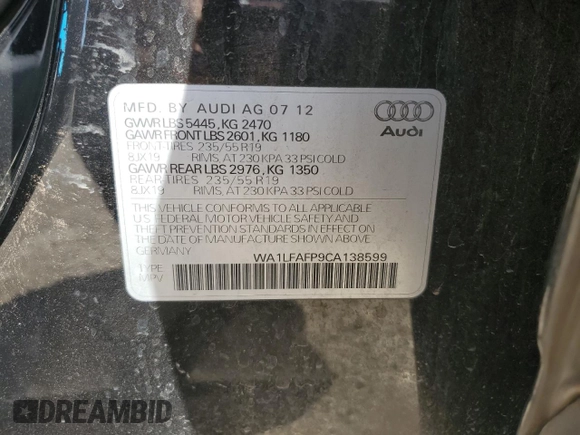 MFD. BY AUDI AG 07 12
GVWR LBS 5445, KG 2470
GAWR FRONT LBS 2601, KG 1180
FRONT-TIRES 235/55 R19
8JX19 RIMS, AT 230 KPA 33 PSI COLD
GAWR REAR LBS 2976, KG 1350
REAR TIRES 235/55 R19
8JX19 RIMS, AT 230 KPA 33 PSI COLD
Audi
THIS VEHICLE CONFORMS TO ALL APPLICABLE
U S FEDERAL MOTOR VEHICLE SAFETY AND
THEFT PREVENTION STANDARDS IN EFFECT ON
THE DATE OF MANUFACTURE SHOWN ABOVE
GERMANY
WA1LFAFP9CA138599
TYPE
MPV
DREAMBID